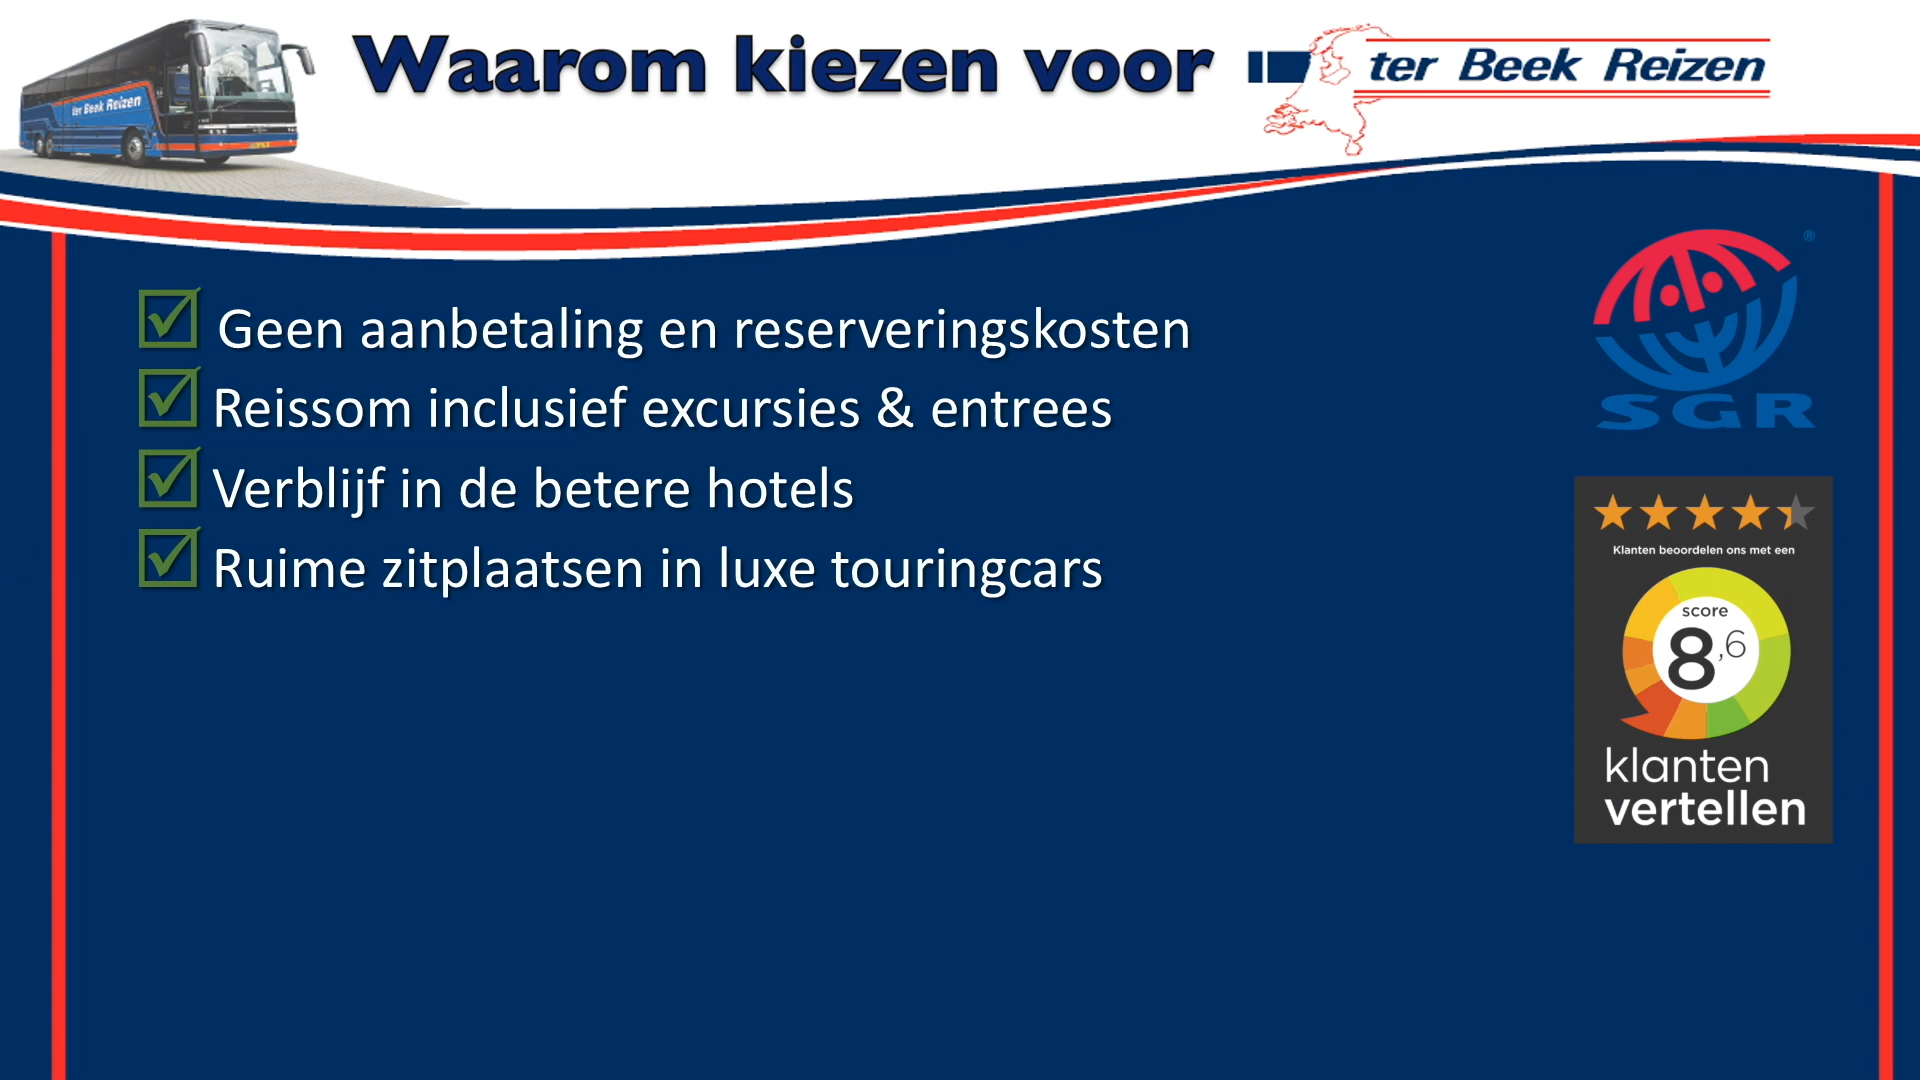 ter Beek Reizen
Waarom kiezen voor
ter Beek Reizen
Geen aanbetaling en reserveringskosten
Reissom inclusief excursies & entrees
Verblijf in de betere hotels
Ruime zitplaatsen in luxe touringcars
®
SGR
Klanten beoordelen ons met een
score
8,6
klanten
vertellen